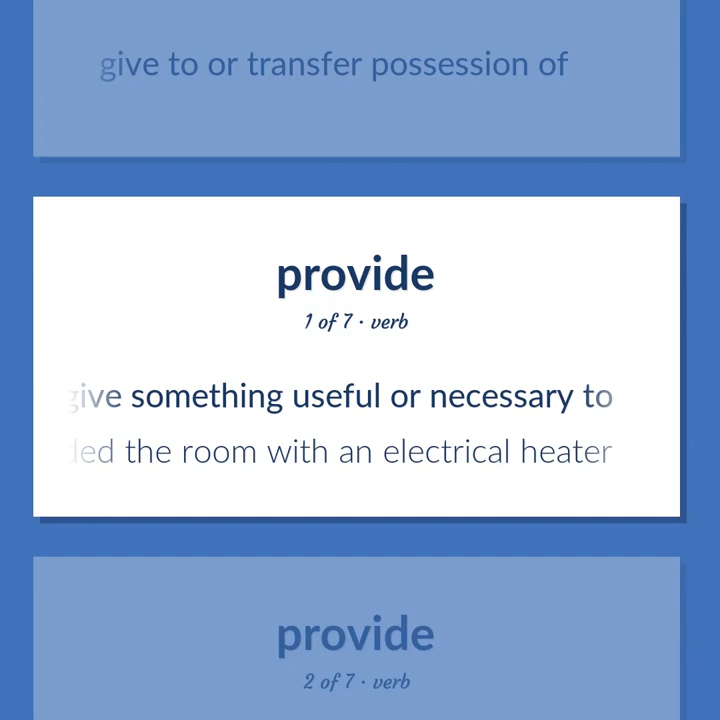 give to or transfer possession of
provide
1 of 7 · verb
give something useful or necessary to
ded the room with an electrical heater
provide
2 of 7 · verb